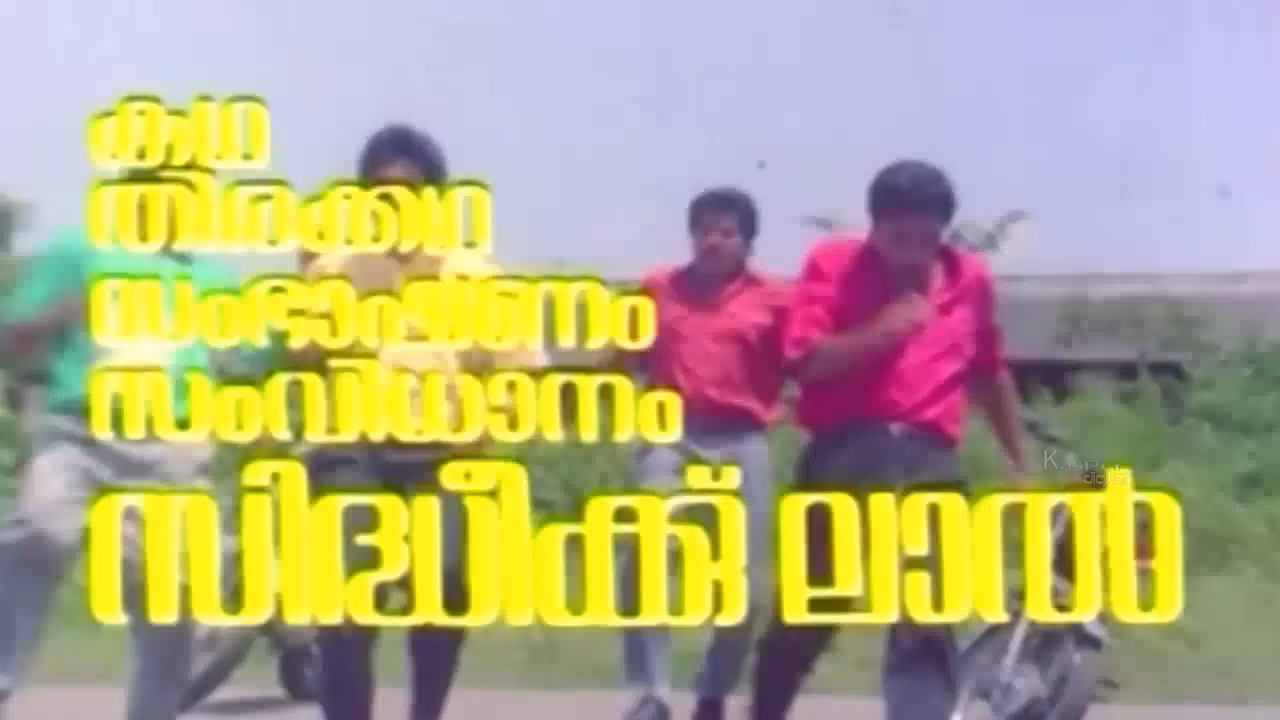 കഥ
തിരക്കഥ
സംഭാഷണം
സംവിധാനം
സിദ്ധീക്ക് ലാൽ